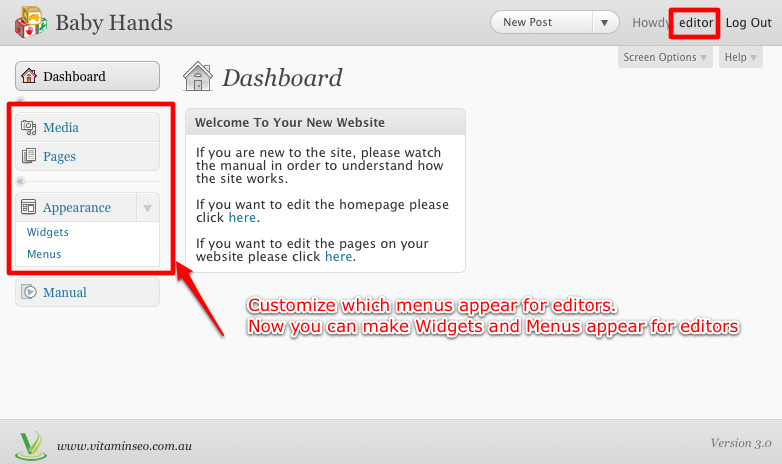 Baby Hands
New Post
Howdy, editor Log Out
Screen Options
Help
Dashboard
Media
Pages
Appearance
Widgets
Menus
Manual
Dashboard
Welcome To Your New Website
If you are new to the site, please watch
the manual in order to understand how
the site works.
If you want to edit the homepage please
click here.
If you want to edit the pages on your
website please click here.
Customize which menus appear for editors.
Now you can make Widgets and Menus appear for editors
www.vitaminseo.com.au
Version 3.0